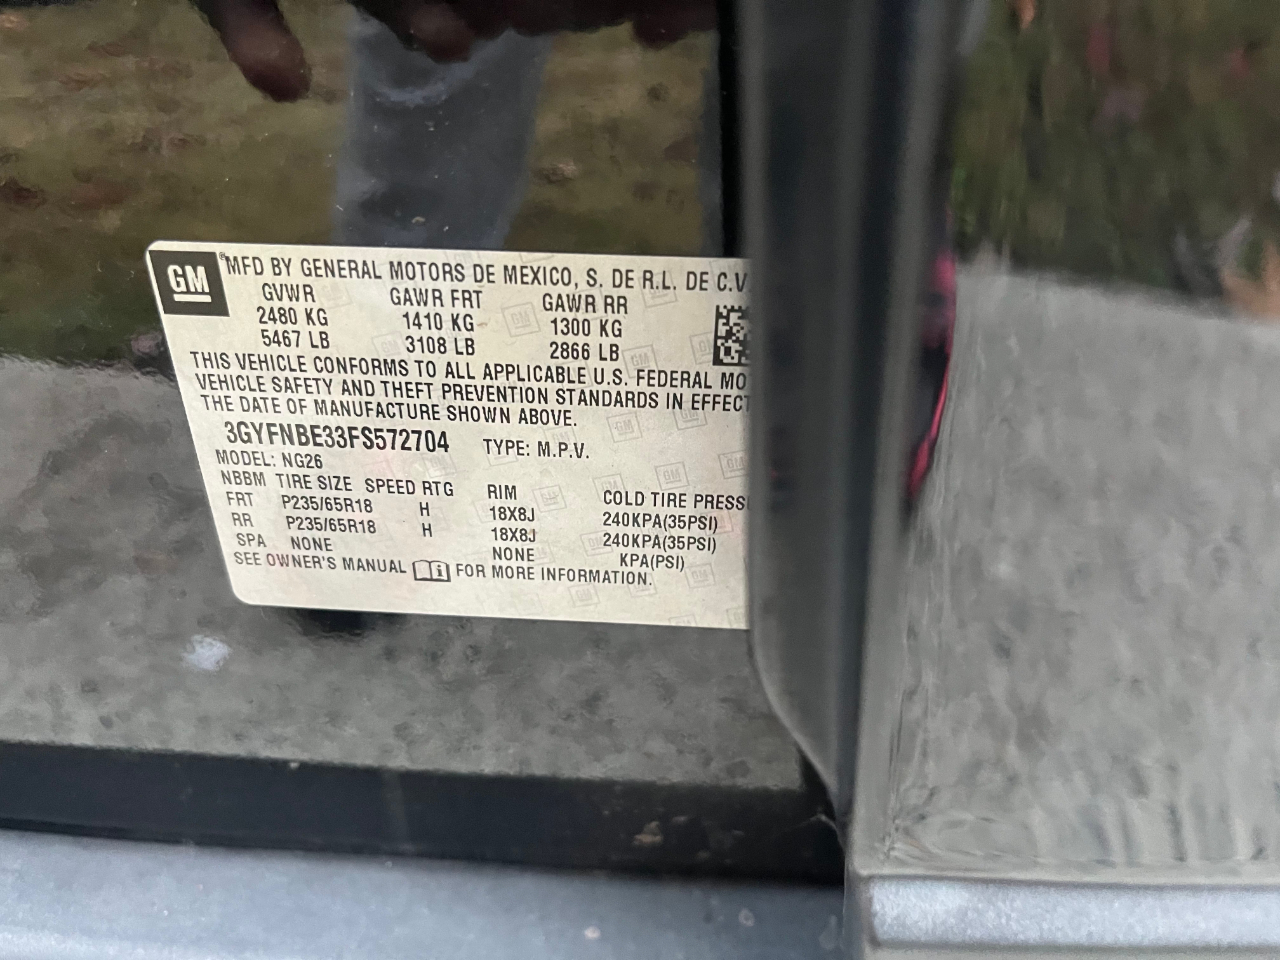 GM ® MFD BY GENERAL MOTORS DE MEXICO, S. DE R.L. DE C.V
GVWR GAWR FRT GAWR RR
2480 KG 1410 KG 1300 KG
5467 LB 3108 LB 2866 LB
THIS VEHICLE CONFORMS TO ALL APPLICABLE U.S. FEDERAL MO
VEHICLE SAFETY AND THEFT PREVENTION STANDARDS IN EFFECT
THE DATE OF MANUFACTURE SHOWN ABOVE.
3GYFNBE33FS572704 TYPE: M.P.V.
MODEL: NG26
NBBM TIRE SIZE SPEED RTG RIM COLD TIRE PRESS
FRT P235/65R18 H 18X8J 240KPA(35PSI)
RR P235/65R18 H 18X8J 240KPA(35PSI)
SPA NONE NONE KPA(PSI)
SEE OWNER'S MANUAL i FOR MORE INFORMATION.